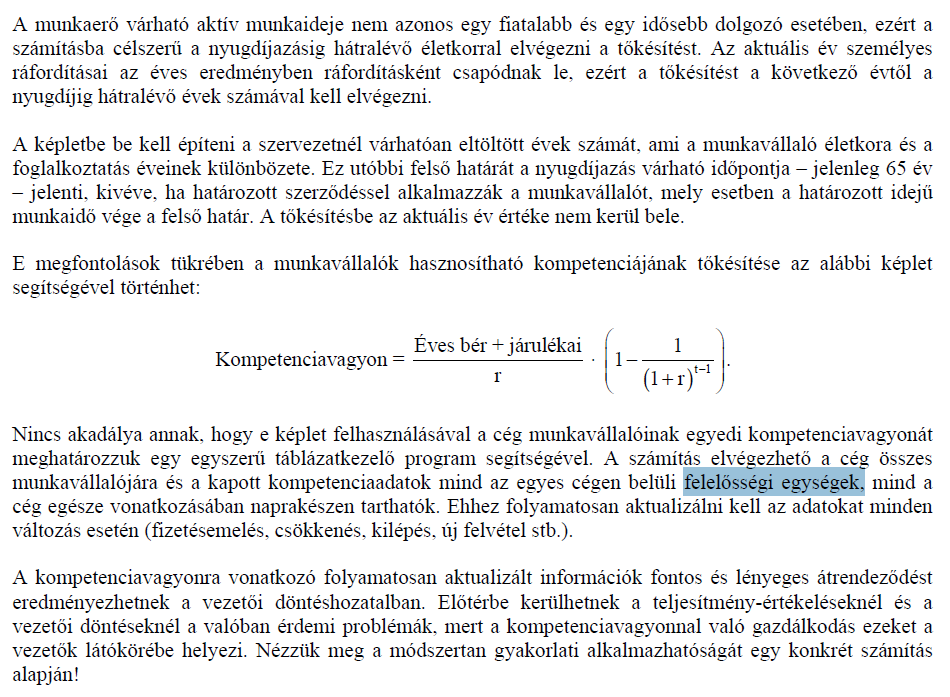 A munkaerő várható aktív munkaideje nem azonos egy fiatalabb és egy idősebb dolgozó esetében, ezért a
számításba célszerű a nyugdíjazásig hátralévő életkorral elvégezni a tőkésítést. Az aktuális év személyes
ráfordításai az éves eredményben ráfordításként csapódnak le, ezért a tőkésítést a következő évtől a
nyugdíjig hátralévő évek számával kell elvégezni.
A képletbe be kell építeni a szervezetnél várhatóan eltöltött évek számát, ami a munkavállaló életkora és a
foglalkoztatás éveinek különbözete. Ez utóbbi felső határát a nyugdíjazás várható időpontja – jelenleg 65 év
– jelenti, kivéve, ha határozott szerződéssel alkalmazzák a munkavállalót, mely esetben a határozott idejű
munkaidő vége a felső határ. A tőkésítésbe az aktuális év értéke nem kerül bele.
E megfontolások tükrében a munkavállalók hasznosítható kompetenciájának tőkésítése az alábbi képlet
segítségével történhet:
Kompetenciavagyon = (Éves bér + járulékai) / r · (1 − 1 / (1+r)^(t−1)).
Nincs akadálya annak, hogy e képlet felhasználásával a cég munkavállalóinak egyedi kompetenciavagyonát
meghatározzuk egy egyszerű táblázatkezelő program segítségével. A számítás elvégezhető a cég összes
munkavállalójára és a kapott kompetenciaadatok mind az egyes cégen belüli felelősségi egységek, mind a
cég egésze vonatkozásában naprakészen tarthatók. Ehhez folyamatosan aktualizálni kell az adatokat minden
változás esetén (fizetésemelés, csökkenés, kilépés, új felvétel stb.).
A kompetenciavagyonra vonatkozó folyamatosan aktualizált információk fontos és lényeges átrendeződést
eredményezhetnek a vezetői döntéshozatalban. Előtérbe kerülhetnek a teljesítmény-értékeléseknél és a
vezetői döntéseknél a valóban érdemi problémák, mert a kompetenciavagyonnal való gazdálkodás ezeket a
vezetők látókörébe helyezi. Nézzük meg a módszertan gyakorlati alkalmazhatóságát egy konkrét számítás
alapján!